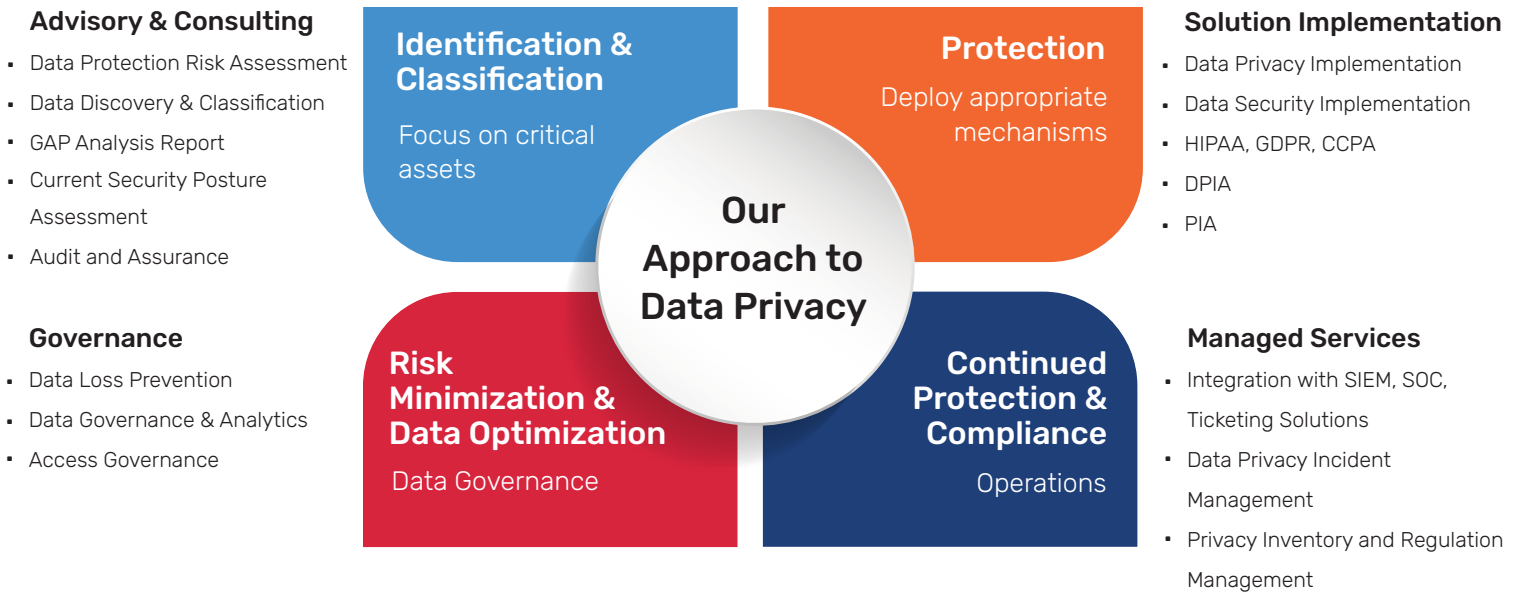 Advisory & Consulting
▪ Data Protection Risk Assessment
▪ Data Discovery & Classification
▪ GAP Analysis Report
▪ Current Security Posture
Assessment
▪ Audit and Assurance
Identification &
Classification
Focus on critical
assets
Protection
Deploy appropriate
mechanisms
Solution Implementation
▪ Data Privacy Implementation
▪ Data Security Implementation
▪ HIPAA, GDPR, CCPA
▪ DPIA
▪ PIA
Our
Approach to
Data Privacy
Governance
▪ Data Loss Prevention
▪ Data Governance & Analytics
▪ Access Governance
Risk
Minimization &
Data Optimization
Data Governance
Continued
Protection &
Compliance
Operations
Managed Services
▪ Integration with SIEM, SOC,
Ticketing Solutions
▪ Data Privacy Incident
Management
▪ Privacy Inventory and Regulation
Management